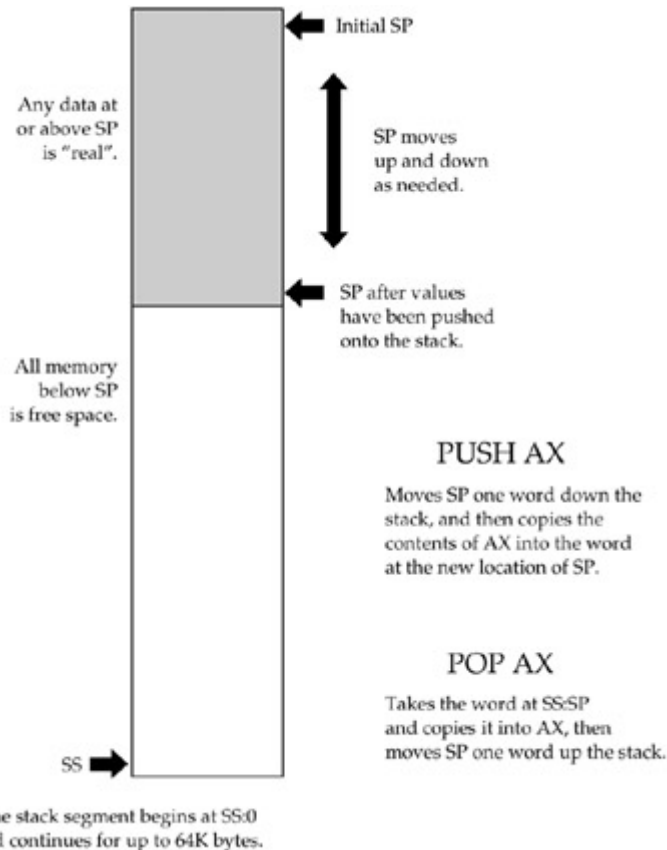 Initial SP
Any data at
or above SP
is "real".
SP moves
up and down
as needed.
SP after values
have been pushed
onto the stack.
All memory
below SP
is free space.
PUSH AX
Moves SP one word down the
stack, and then copies the
contents of AX into the word
at the new location of SP.
POP AX
Takes the word at SS:SP
and copies it into AX, then
moves SP one word up the stack.
SS
stack segment begins at SS:0
continues for up to 64K bytes.